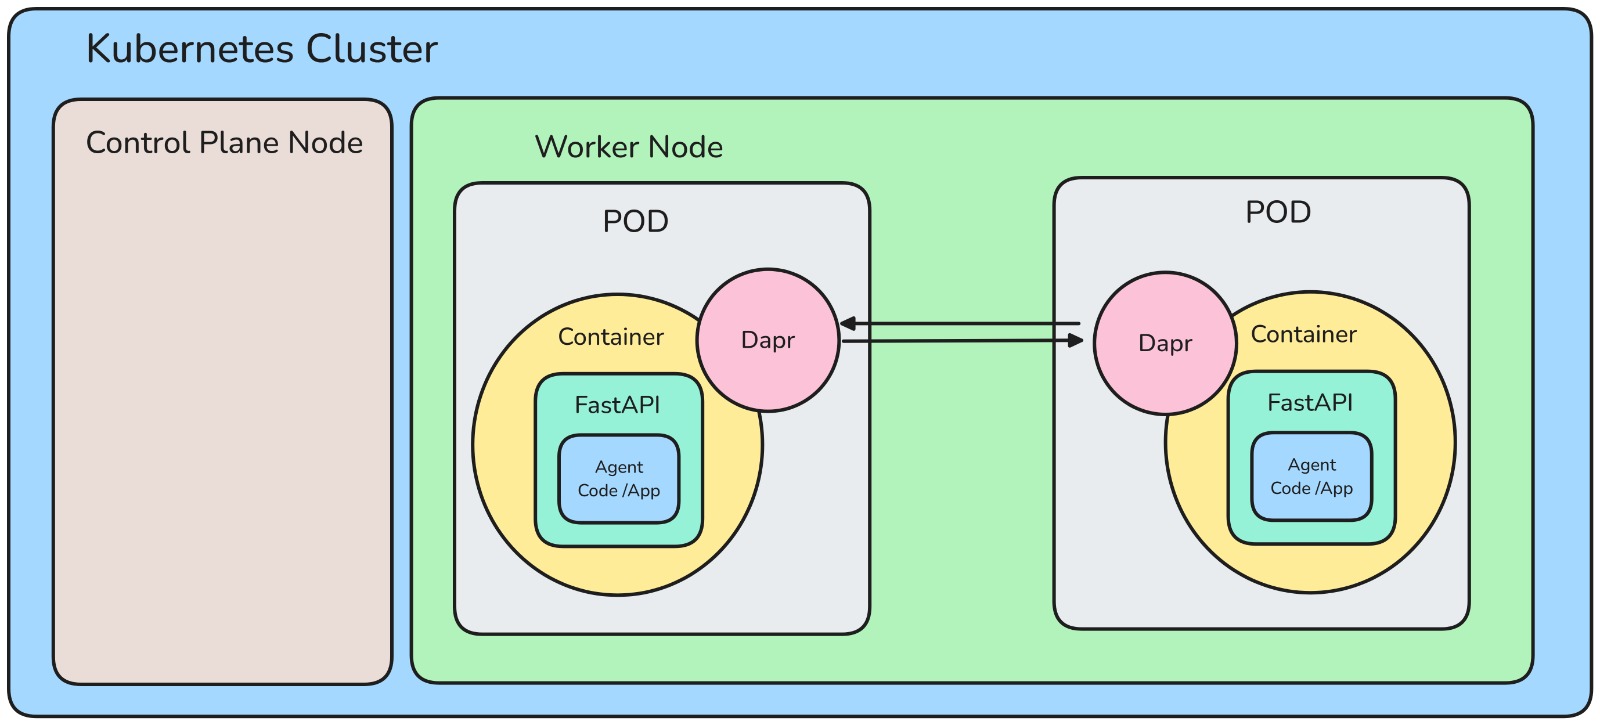 Kubernetes Cluster
Control Plane Node
Worker Node
POD
Container
Dapr
FastAPI
Agent
Code /App
POD
Dapr
Container
FastAPI
Agent
Code /App